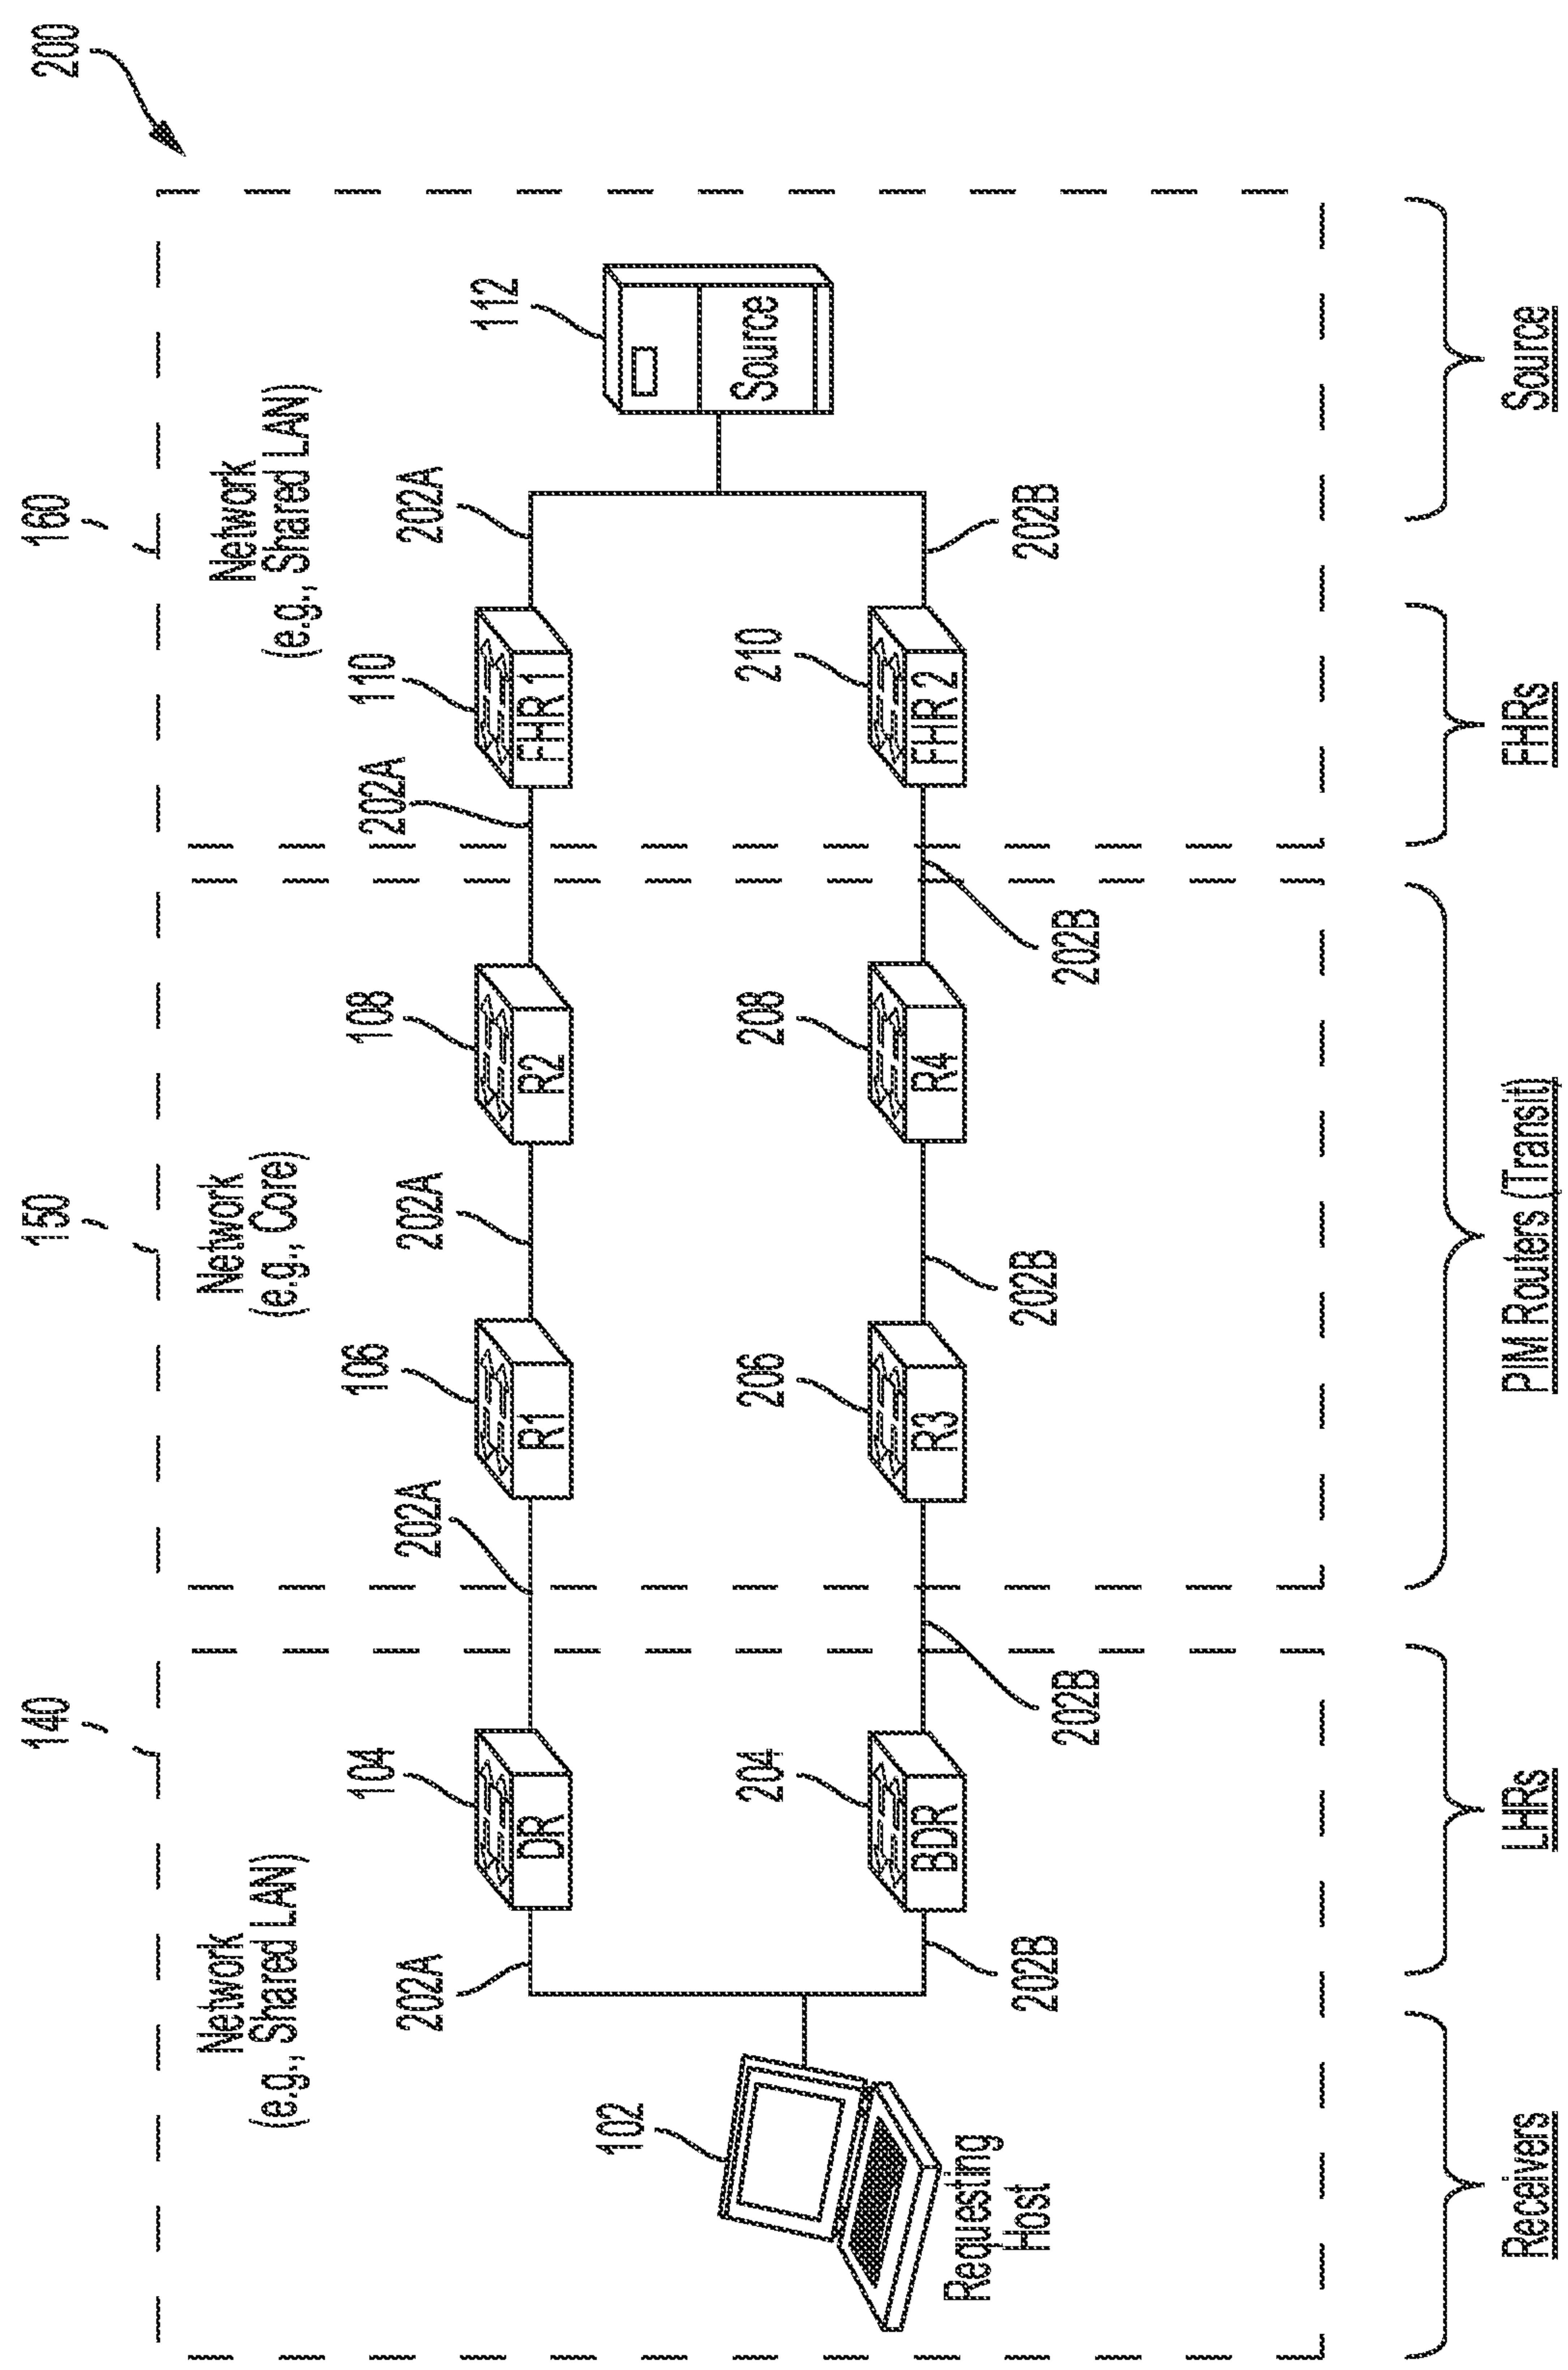 200
140
150
160
Network
(e.g., Shared LAN)
Network
(e.g., Core)
Network
(e.g., Shared LAN)
202A
104
202A
106
202A
108
202A
110
202A
112
DR
R1
R2
FHR 1
102
Source
204
206
208
210
BDR
R3
R4
FHR 2
Requesting
Host
202B
202B
202B
202B
202B
Receivers
LHRs
PIM Routers (Transit)
FHRs
Source